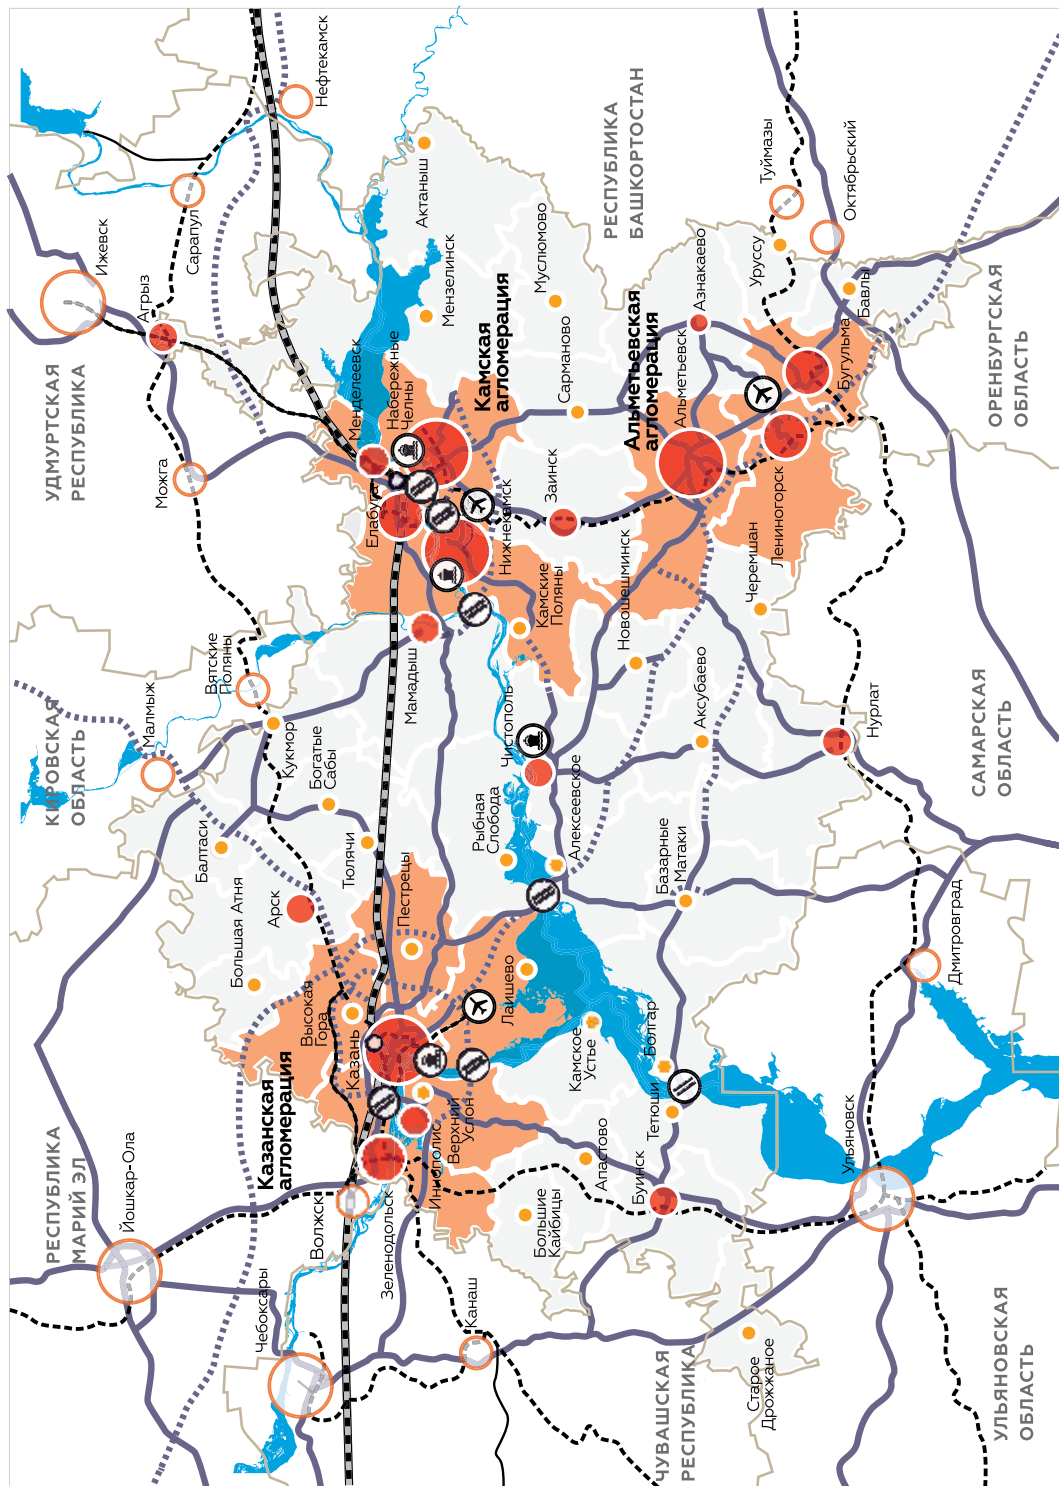 РЕСПУБЛИКА
МАРИЙ ЭЛ
Йошкар-Ола
КИРОВСКАЯ
ОБЛАСТЬ
Малмыж
Вятские
Поляны
УДМУРТСКАЯ
РЕСПУБЛИКА
Можга
Ижевск
Агрыз
Сарапул
Нефтекамск
Чебоксары
Волжск
Зеленодольск
Иннополис
Верхний
Услон
Казанская
агломерация
Казань
Высокая
Гора
Большая Атня
Арск
Балтаси
Кукмор
Богатые
Сабы
Тюлячи
Пестрецы
Лаишево
Рыбная
Слобода
Мамадыш
Чистополь
Алексеевское
Елабуга
Менделеевск
Набережные
Челны
Нижнекамск
Камские
Поляны
Камская
агломерация
Мензелинск
Актаныш
Муслюмово
Сарманово
Заинск
РЕСПУБЛИКА
БАШКОРТОСТАН
Альметьевская
агломерация
Альметьевск
Азнакаево
Лениногорск
Бугульма
Уруссу
Бавлы
Туймазы
Октябрьский
Новошешминск
Черемшан
Аксубаево
Нурлат
Базарные
Матаки
Камское
Устье
Болгар
Тетюши
Апастово
Буинск
Большие
Кайбицы
Канаш
Старое
Дрожжаное
ЧУВАШСКАЯ
РЕСПУБЛИКА
Ульяновск
УЛЬЯНОВСКАЯ
ОБЛАСТЬ
Дмитровград
САМАРСКАЯ
ОБЛАСТЬ
ОРЕНБУРГСКАЯ
ОБЛАСТЬ